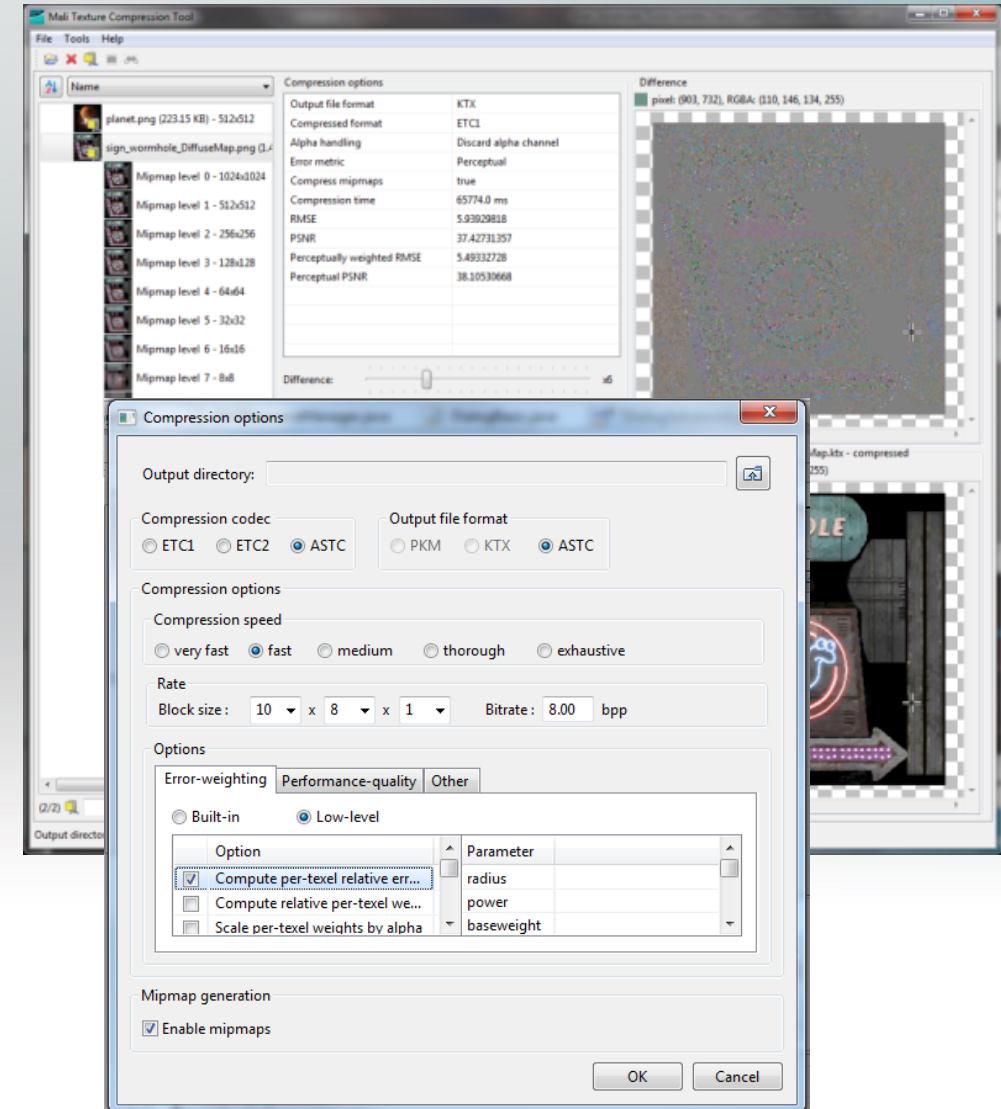 Mali Texture Compression Tool
File Tools Help
Name
planet.png (223.15 KB) - 512x512
sign_wormhole_DiffuseMap.png (1.4
Mipmap level 0 - 1024x1024
Mipmap level 1 - 512x512
Mipmap level 2 - 256x256
Mipmap level 3 - 128x128
Mipmap level 4 - 64x64
Mipmap level 5 - 32x32
Mipmap level 6 - 16x16
Mipmap level 7 - 8x8
(2/2)
Output directo
Compression options
Output file format KTX
Compressed format ETC1
Alpha handling Discard alpha channel
Error metric Perceptual
Compress mipmaps true
Compression time 65774.0 ms
RMSE 5.93929818
PSNR 37.42731357
Perceptually weighted RMSE 5.49332728
Perceptual PSNR 38.10530668
Difference: x6
Difference
pixel: (903, 732), RGBA: (110, 146, 134, 255)
Map.ktx - compressed
255)
OLE
Compression options
Output directory:
Compression codec
ETC1 ETC2 ASTC
Output file format
PKM KTX ASTC
Compression options
Compression speed
very fast fast medium thorough exhaustive
Rate
Block size : 10 x 8 x 1 Bitrate : 8.00 bpp
Options
Error-weighting Performance-quality Other
Built-in Low-level
Option Parameter
Compute per-texel relative err... radius
Compute relative per-texel we... power
Scale per-texel weights by alpha baseweight
Mipmap generation
Enable mipmaps
OK Cancel